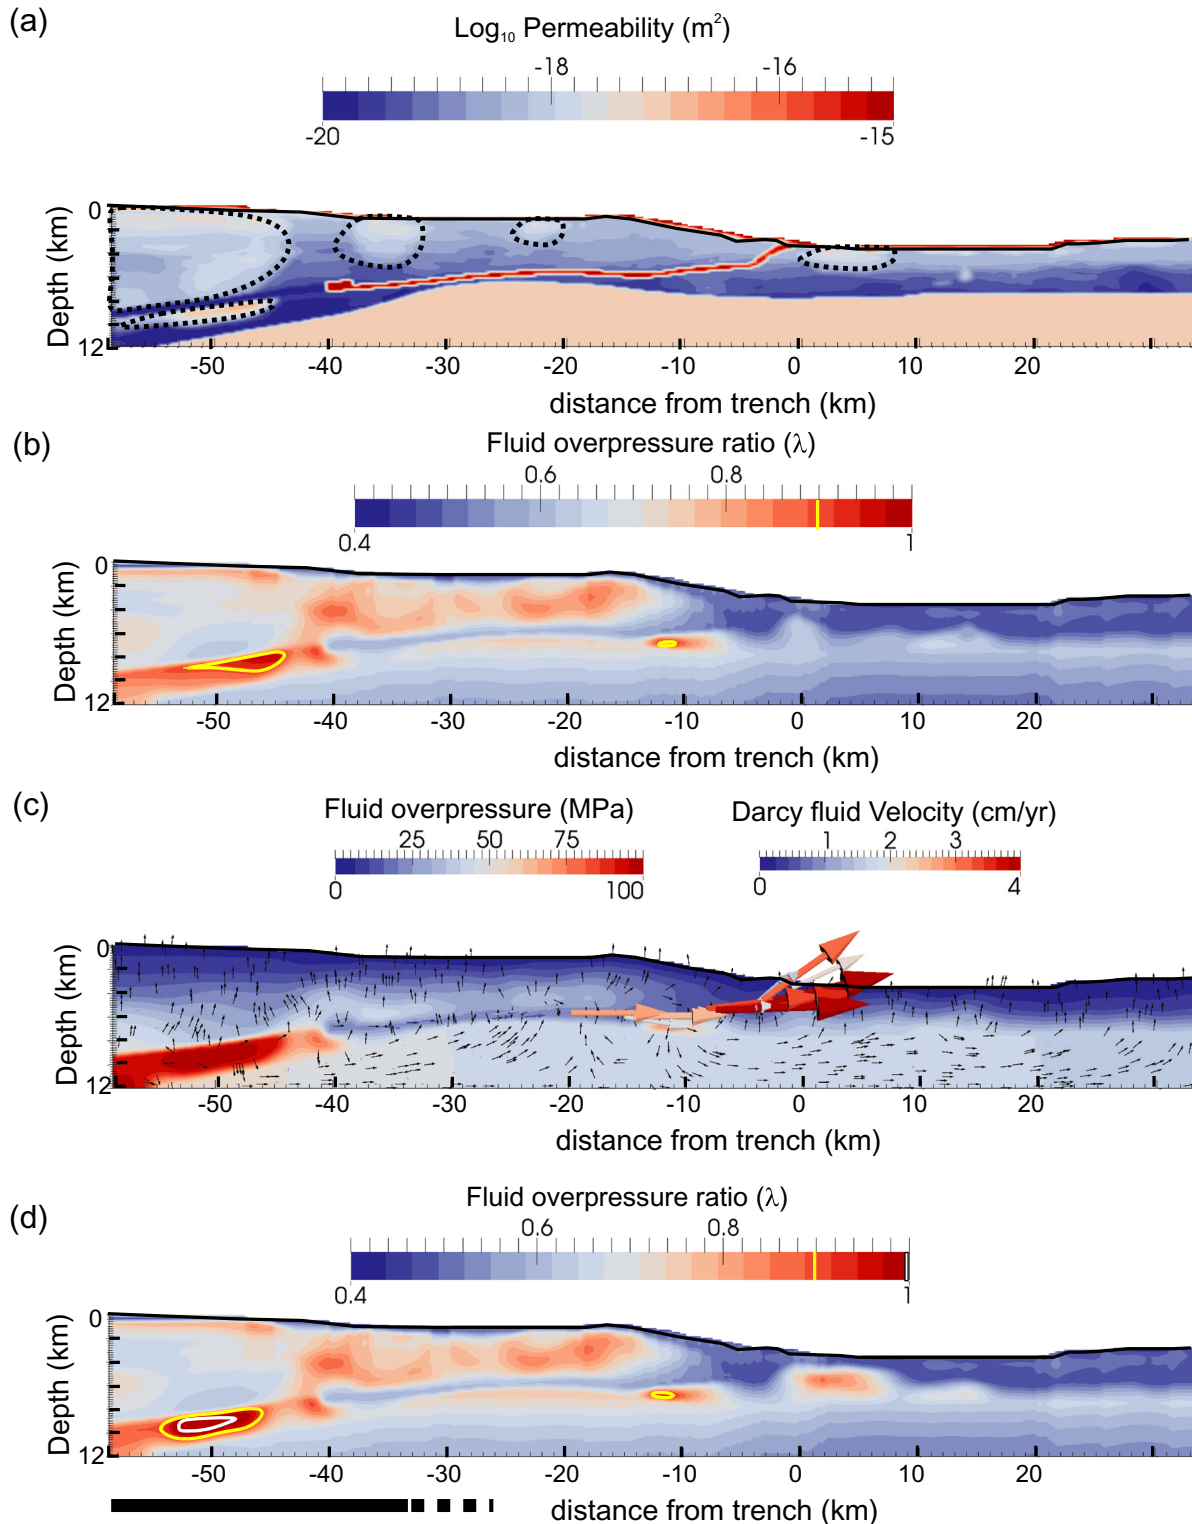 (a)
Log₁₀ Permeability (m²)
-18 -16
-20 -15
Depth (km)
0
12
-50 -40 -30 -20 -10 0 10 20
distance from trench (km)
(b)
Fluid overpressure ratio (λ)
0.6 0.8
0.4 1
Depth (km)
0
12
-50 -40 -30 -20 -10 0 10 20
distance from trench (km)
(c)
Fluid overpressure (MPa) Darcy fluid Velocity (cm/yr)
25 50 75 1 2 3
0 100 0 4
Depth (km)
0
12
-50 -40 -30 -20 -10 0 10 20
distance from trench (km)
(d)
Fluid overpressure ratio (λ)
0.6 0.8
0.4 1
Depth (km)
0
12
-50 -40 -30 -20 -10 0 10 20
distance from trench (km)